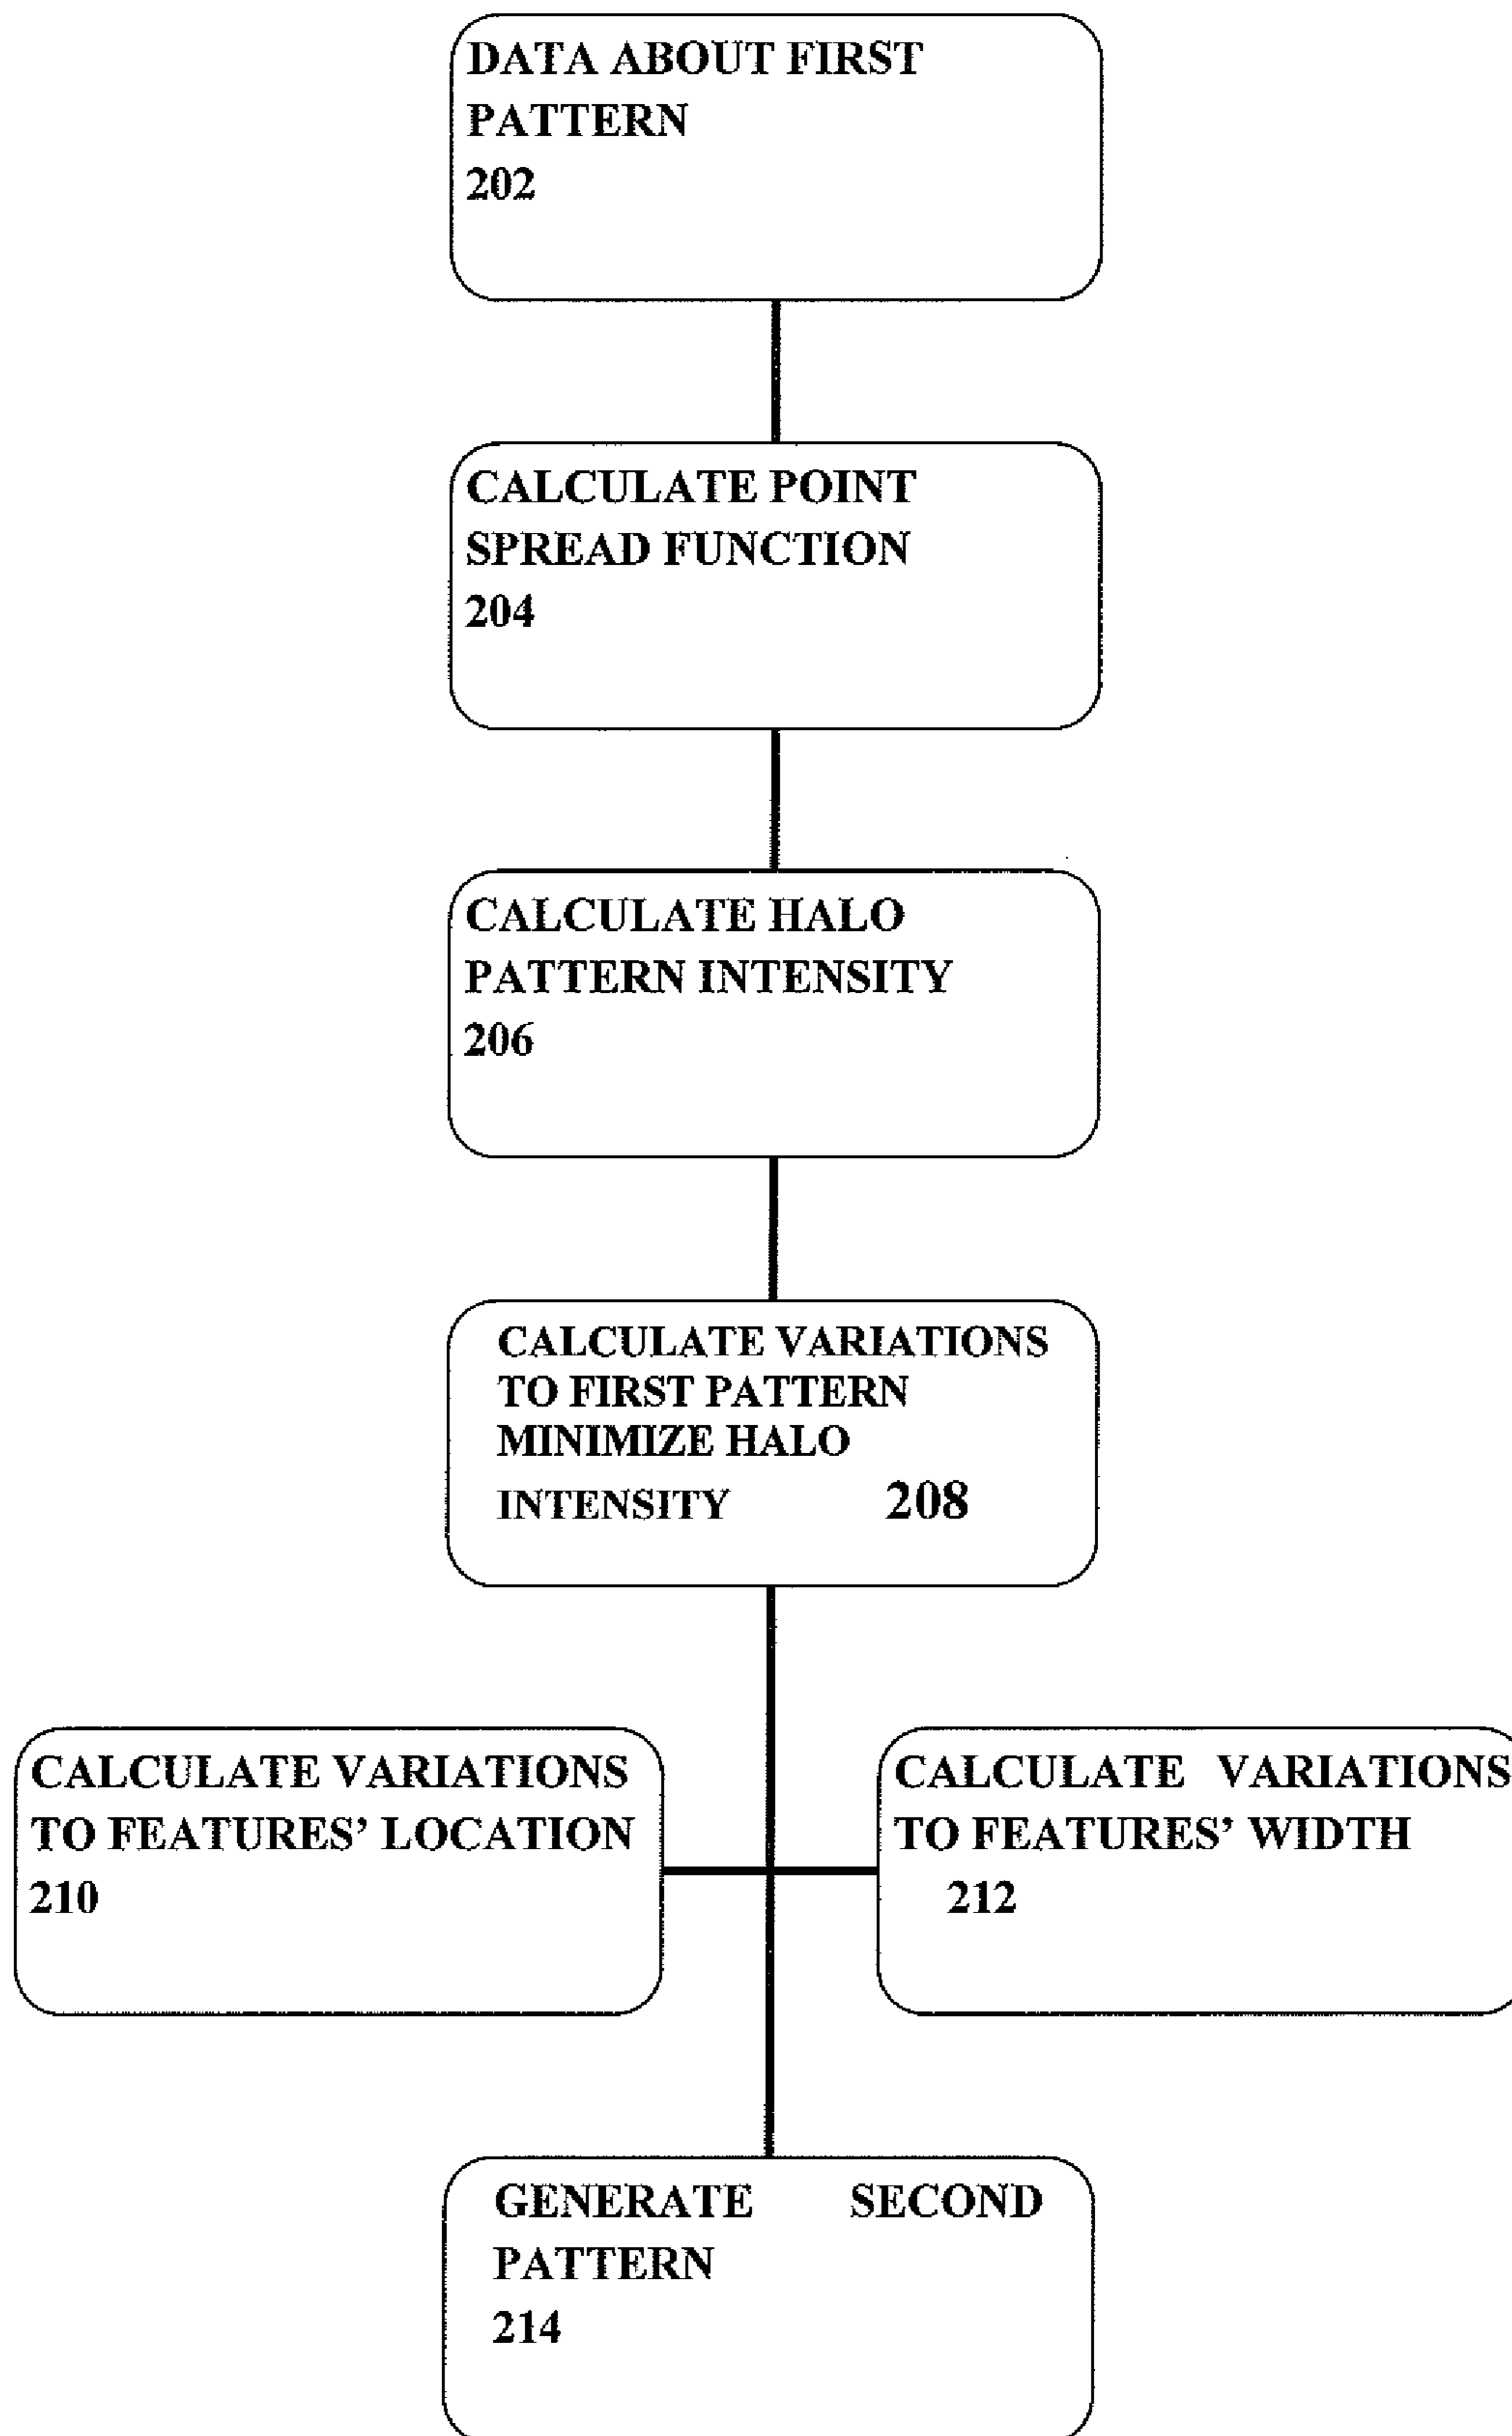 DATA ABOUT FIRST
PATTERN
202
CALCULATE POINT
SPREAD FUNCTION
204
CALCULATE HALO
PATTERN INTENSITY
206
CALCULATE VARIATIONS
TO FIRST PATTERN
MINIMIZE HALO
INTENSITY 208
CALCULATE VARIATIONS
TO FEATURES’ LOCATION
210
CALCULATE VARIATIONS
TO FEATURES’ WIDTH
212
GENERATE SECOND
PATTERN
214